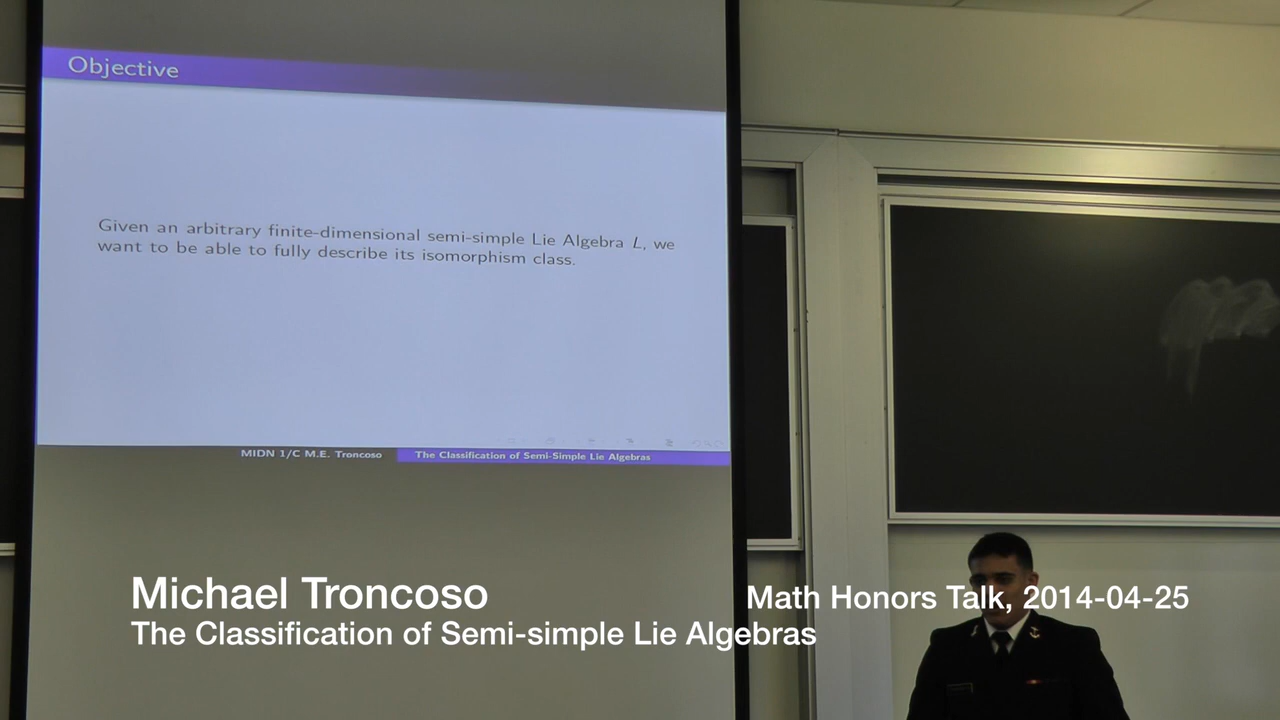 Objective
Given an arbitrary finite-dimensional semi-simple Lie Algebra L, we
want to be able to fully describe its isomorphism class.
MIDN 1/C M.E. Troncoso
The Classification of Semi-Simple Lie Algebras
Michael Troncoso
Math Honors Talk, 2014-04-25
The Classification of Semi-simple Lie Algebras